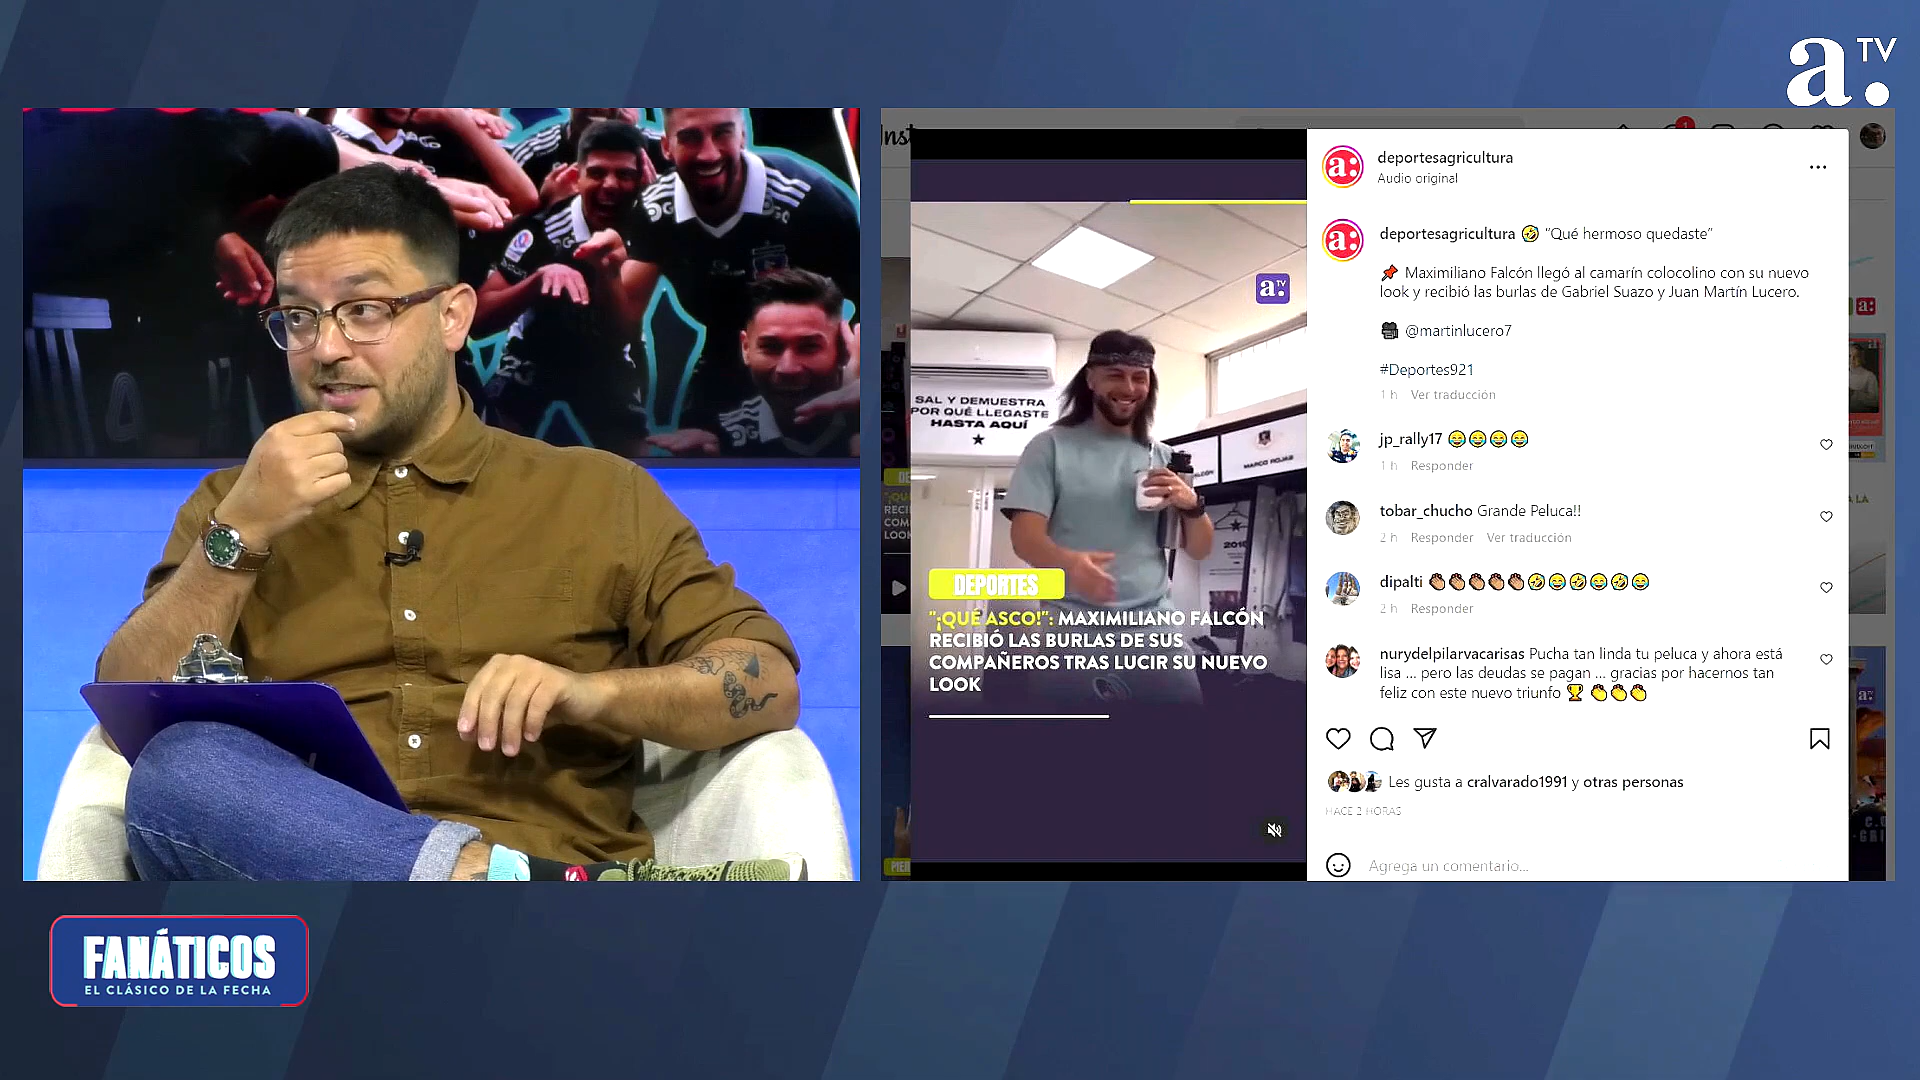 a: TV
Inst
1
deportesagricultura
Audio original
deportesagricultura 🤣 “Qué hermoso quedaste”
📌 Maximiliano Falcón llegó al camarín colocolino con su nuevo
look y recibió las burlas de Gabriel Suazo y Juan Martín Lucero.
🎥 @martinlucero7
#Deportes921
1 h Ver traducción
jp_rally17 😂😂😂😂
1 h Responder
tobar_chucho Grande Peluca!!
2 h Responder Ver traducción
dipalti 👏👏👏👏👏🤣😂🤣😂🤣😂
2 h Responder
nurydelpilarvacarisas Pucha tan linda tu peluca y ahora está
lisa ... pero las deudas se pagan ... gracias por hacernos tan
feliz con este nuevo triunfo 🏆 👏👏👏
Les gusta a cralvarado1991 y otras personas
HACE 2 HORAS
Agrega un comentario...
a: TV
SAL Y DEMUESTRA
POR QUÉ LLEGASTE
HASTA AQUÍ
MARCO ROJAS
DEPORTES
"¡QUÉ ASCO!": MAXIMILIANO FALCÓN
RECIBIÓ LAS BURLAS DE SUS
COMPAÑEROS TRAS LUCIR SU NUEVO
LOOK
FANÁTICOS
EL CLÁSICO DE LA FECHA